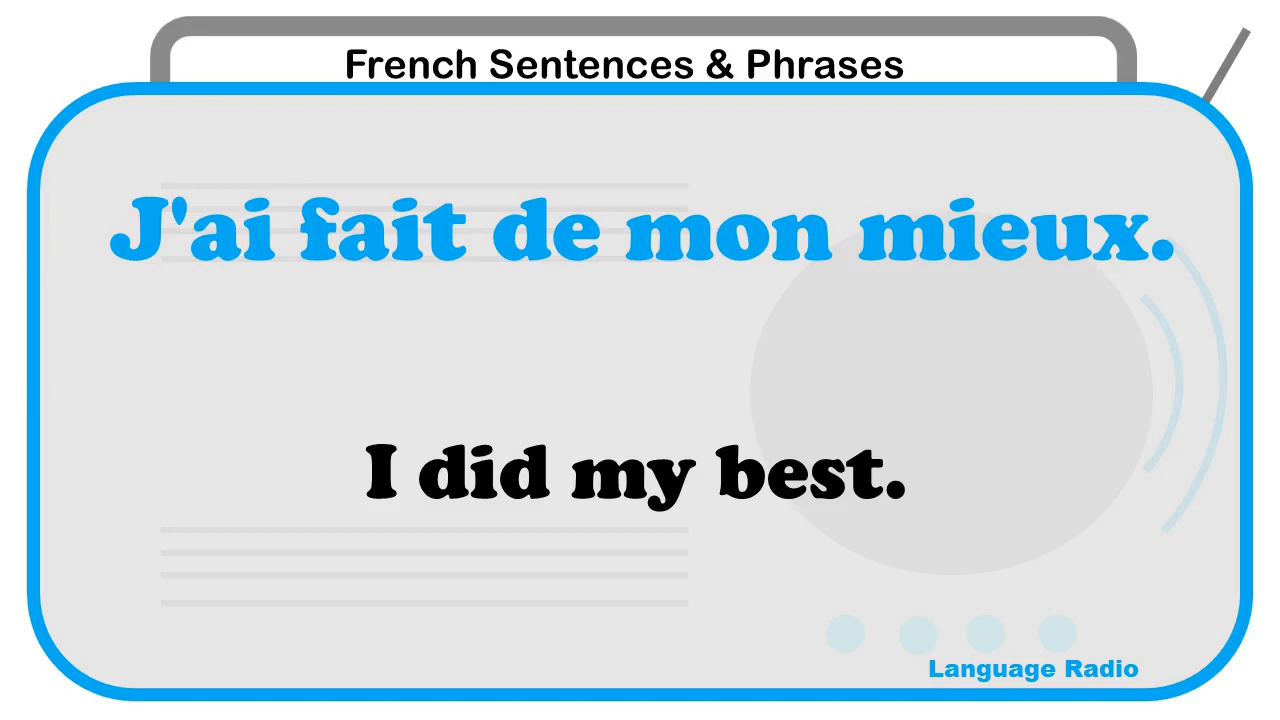 French Sentences & Phrases
J'ai fait de mon mieux.
I did my best.
Language Radio